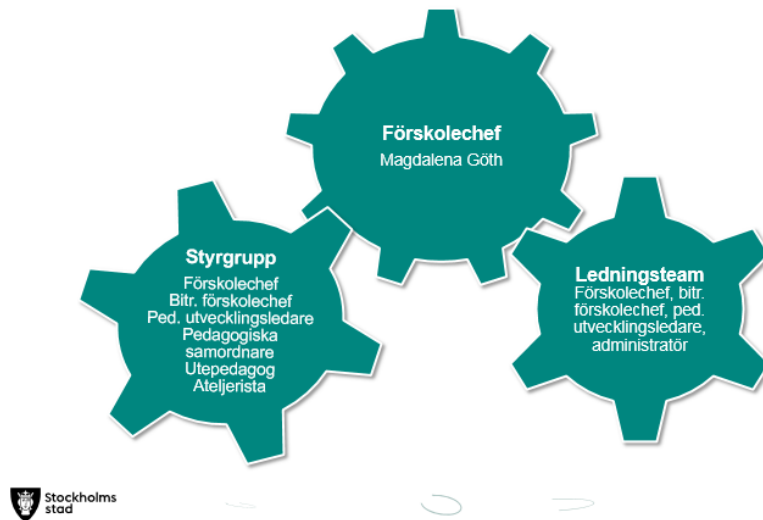 Förskolechef
Magdalena Göth
Styrgrupp
Förskolechef
Bitr. förskolechef
Ped. utvecklingsledare
Pedagogiska
samordnare
Utepedagog
Ateljerista
Ledningsteam
Förskolechef, bitr.
förskolechef, ped.
utvecklingsledare,
administratör
Stockholms
stad